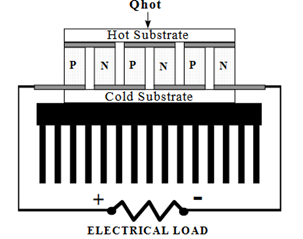 Qhot
Hot Substrate
P N P N P N
Cold Substrate
+ -
ELECTRICAL LOAD